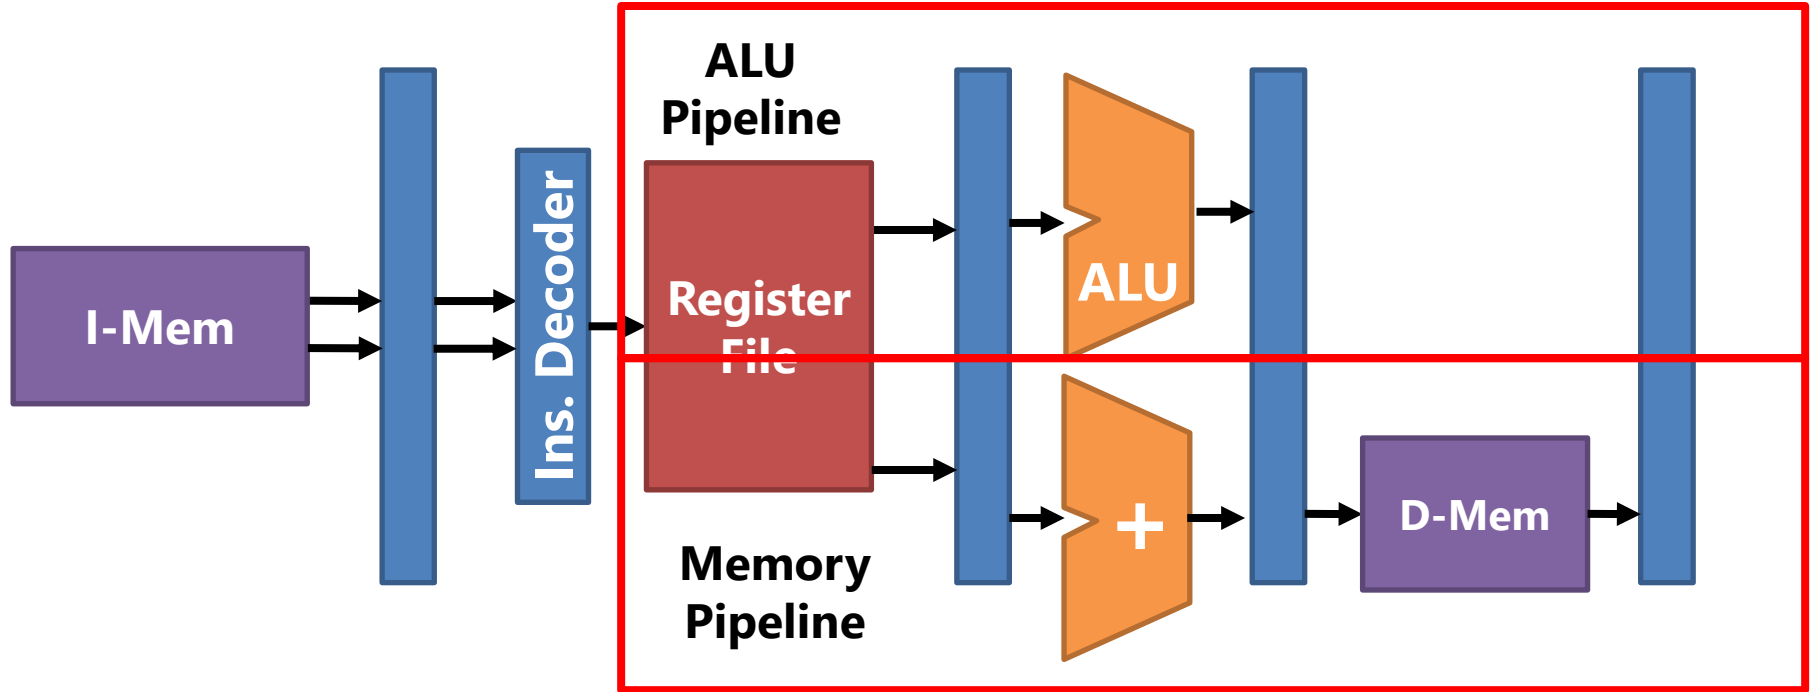 ALU
Pipeline
I-Mem
Ins. Decoder
Register
File
ALU
+
D-Mem
Memory
Pipeline